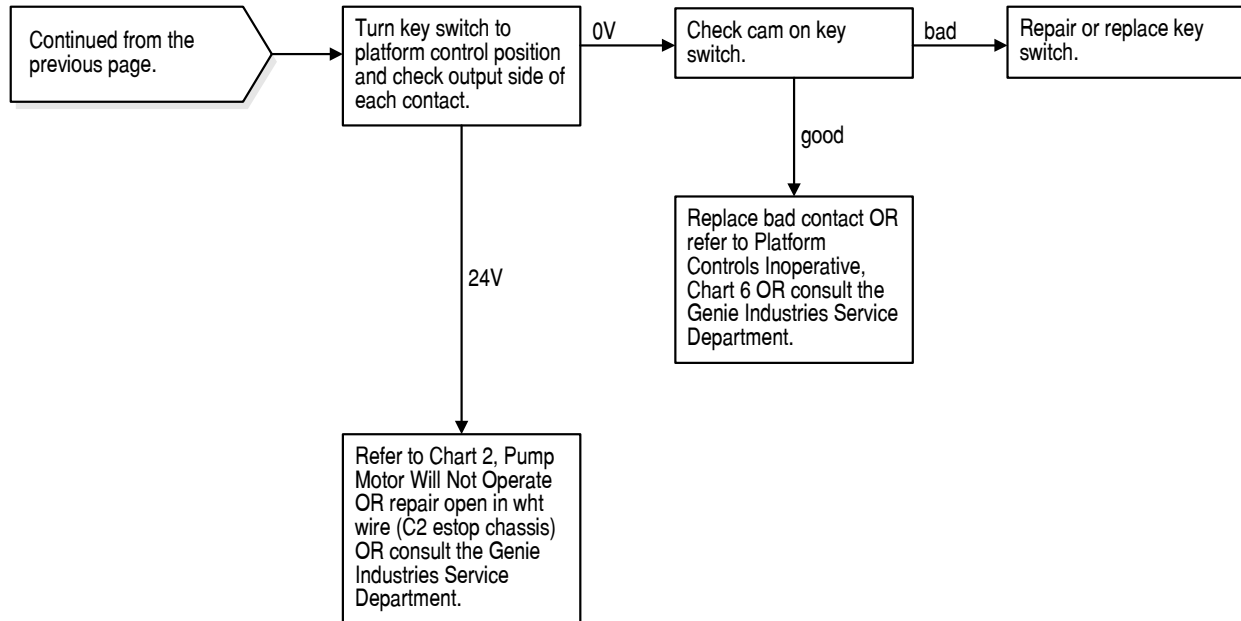 Continued from the
previous page.
Turn key switch to
platform control position
and check output side of
each contact.
0V
Check cam on key
switch.
bad
Repair or replace key
switch.
good
Replace bad contact OR
refer to Platform
Controls Inoperative,
Chart 6 OR consult the
Genie Industries Service
Department.
24V
Refer to Chart 2, Pump
Motor Will Not Operate
OR repair open in wht
wire (C2 estop chassis)
OR consult the Genie
Industries Service
Department.